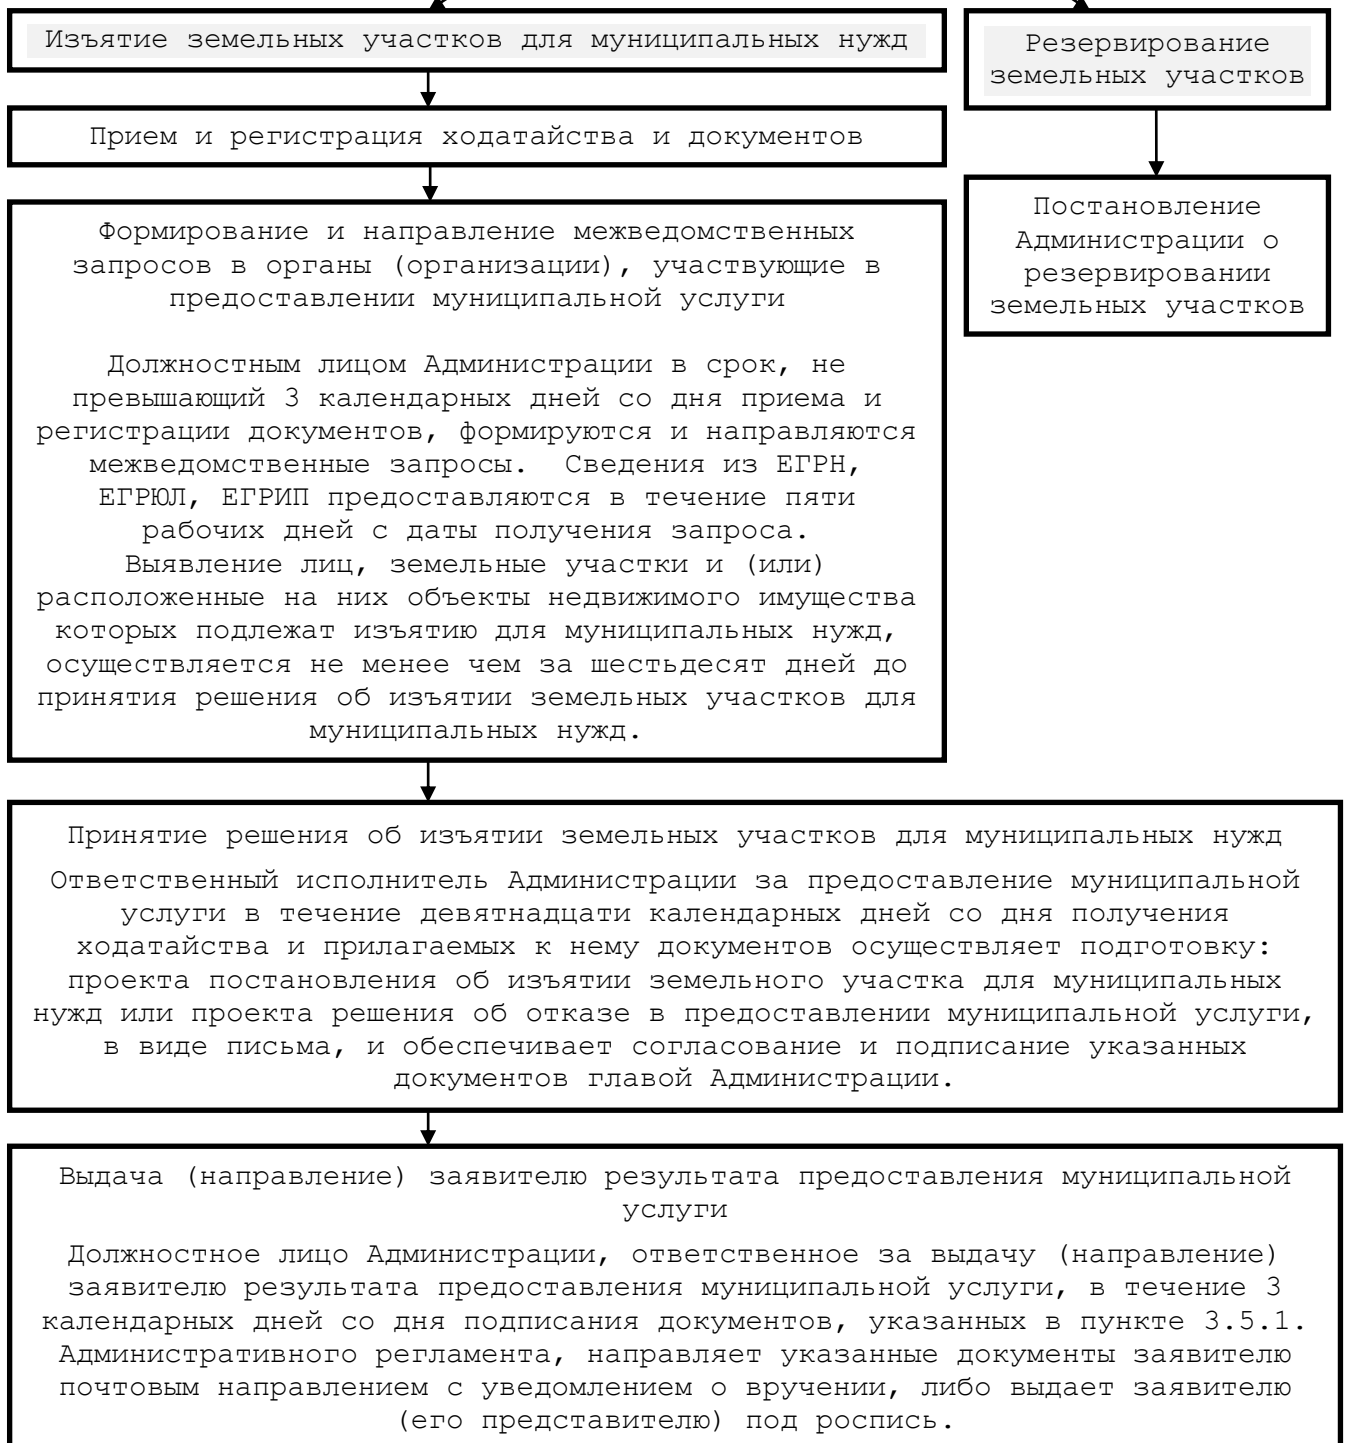 Изъятие земельных участков для муниципальных нужд
Прием и регистрация ходатайства и документов
Формирование и направление межведомственных
запросов в органы (организации), участвующие в
предоставлении муниципальной услуги
Должностным лицом Администрации в срок, не
превышающий 3 календарных дней со дня приема и
регистрации документов, формируются и направляются
межведомственные запросы.  Сведения из ЕГРН,
ЕГРЮЛ, ЕГРИП предоставляются в течение пяти
рабочих дней с даты получения запроса.
Выявление лиц, земельные участки и (или)
расположенные на них объекты недвижимого имущества
которых подлежат изъятию для муниципальных нужд,
осуществляется не менее чем за шестьдесят дней до
принятия решения об изъятии земельных участков для
муниципальных нужд.
Резервирование
земельных участков
Постановление
Администрации о
резервировании
земельных участков
Принятие решения об изъятии земельных участков для муниципальных нужд
Ответственный исполнитель Администрации за предоставление муниципальной
услуги в течение девятнадцати календарных дней со дня получения
ходатайства и прилагаемых к нему документов осуществляет подготовку:
проекта постановления об изъятии земельного участка для муниципальных
нужд или проекта решения об отказе в предоставлении муниципальной услуги,
в виде письма, и обеспечивает согласование и подписание указанных
документов главой Администрации.
Выдача (направление) заявителю результата предоставления муниципальной
услуги
Должностное лицо Администрации, ответственное за выдачу (направление)
заявителю результата предоставления муниципальной услуги, в течение 3
календарных дней со дня подписания документов, указанных в пункте 3.5.1.
Административного регламента, направляет указанные документы заявителю
почтовым направлением с уведомлением о вручении, либо выдает заявителю
(его представителю) под роспись.